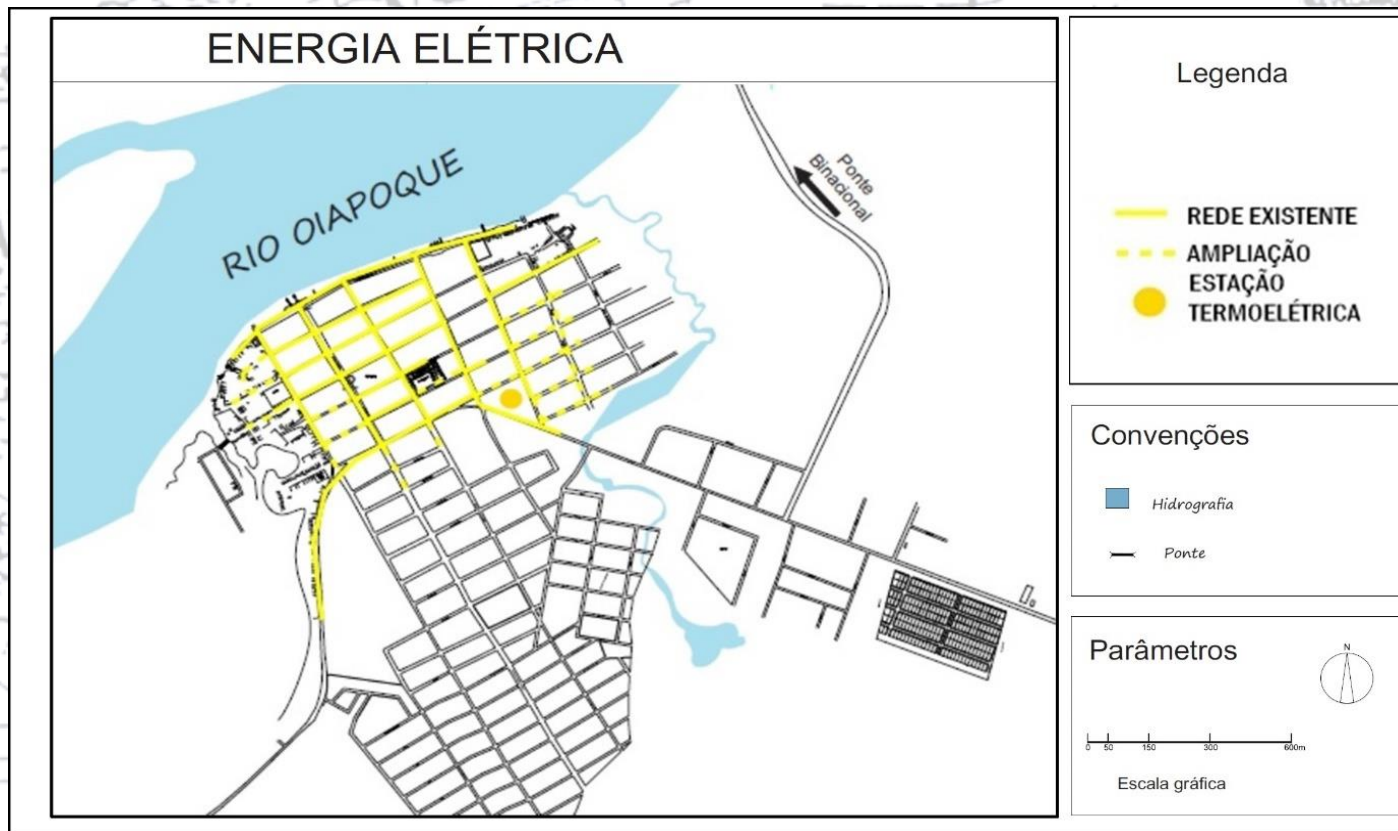 ENERGIA ELÉTRICA
RIO OIAPOQUE
Ponte
Binacional
Legenda
REDE EXISTENTE
AMPLIAÇÃO
ESTAÇÃO
TERMOELÉTRICA
Convenções
Hidrografia
Ponte
Parâmetros
N
0 50 150 300 600m
Escala gráfica